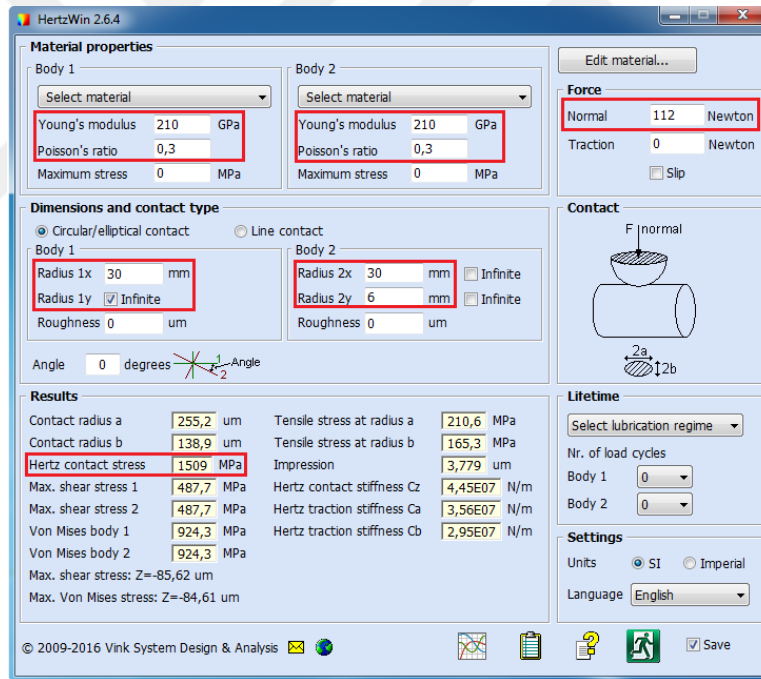 HertzWin 2.6.4
Material properties
Body 1
Select material
Young's modulus 210 GPa
Poisson's ratio 0,3
Maximum stress 0 MPa
Body 2
Select material
Young's modulus 210 GPa
Poisson's ratio 0,3
Maximum stress 0 MPa
Edit material...
Force
Normal 112 Newton
Traction 0 Newton
Slip
Dimensions and contact type
Circular/elliptical contact Line contact
Body 1
Radius 1x 30 mm
Radius 1y Infinite
Roughness 0 um
Body 2
Radius 2x 30 mm Infinite
Radius 2y 6 mm Infinite
Roughness 0 um
Angle 0 degrees 1 Angle
2
Contact
F normal
2a
2b
Results
Contact radius a 255,2 um
Contact radius b 138,9 um
Hertz contact stress 1509 MPa
Max. shear stress 1 487,7 MPa
Max. shear stress 2 487,7 MPa
Von Mises body 1 924,3 MPa
Von Mises body 2 924,3 MPa
Max. shear stress: Z=-85,62 um
Max. Von Mises stress: Z=-84,61 um
Tensile stress at radius a 210,6 MPa
Tensile stress at radius b 165,3 MPa
Impression 3,779 um
Hertz contact stiffness Cz 4,45E07 N/m
Hertz traction stiffness Ca 3,56E07 N/m
Hertz traction stiffness Cb 2,95E07 N/m
Lifetime
Select lubrication regime
Nr. of load cycles
Body 1 0
Body 2 0
Settings
Units SI Imperial
Language English
© 2009-2016 Vink System Design & Analysis
Save